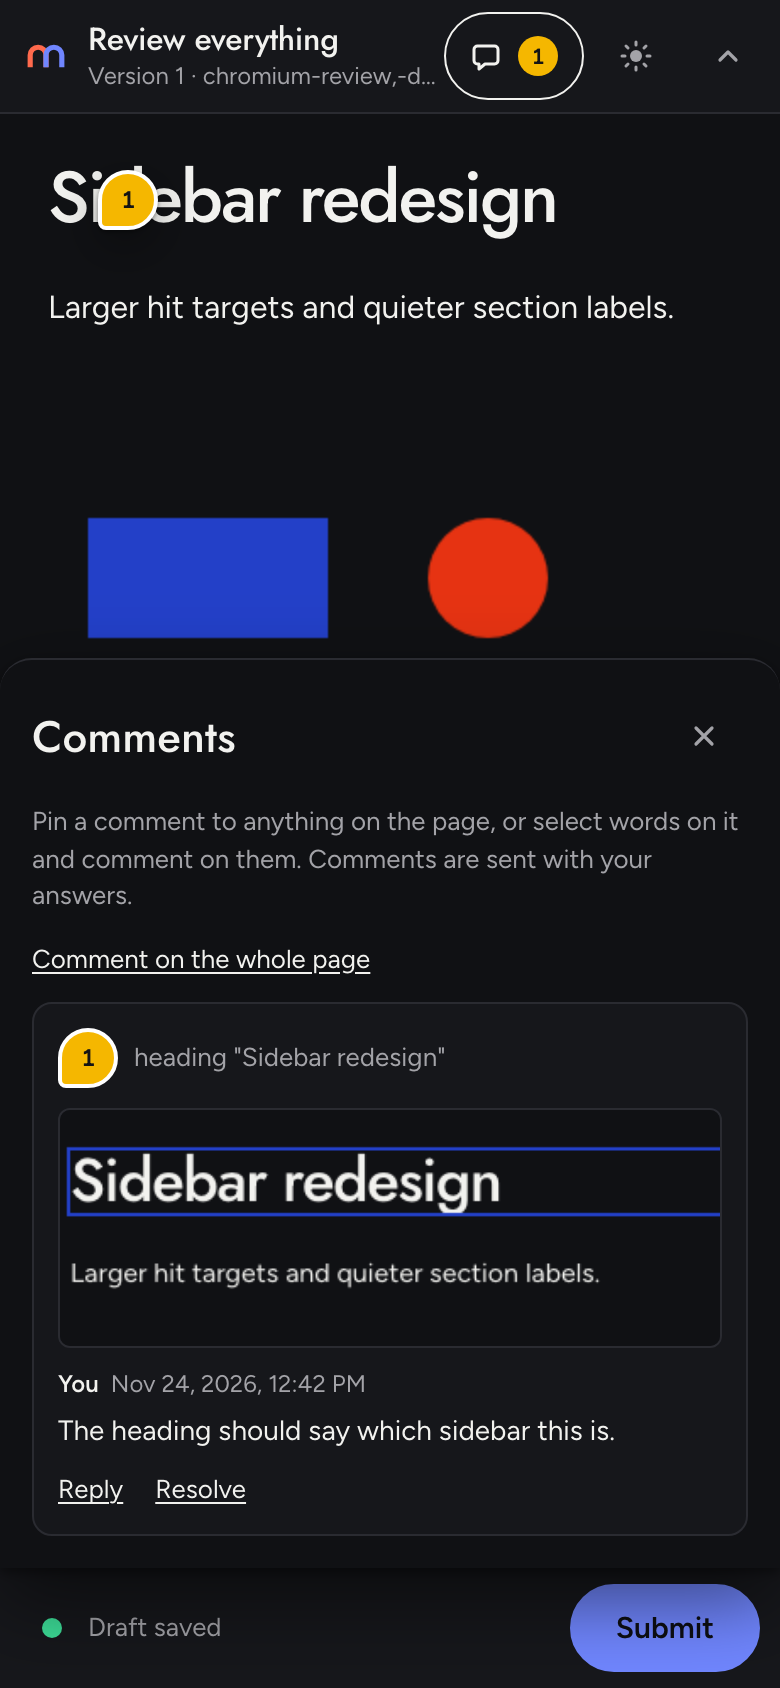 Review everything
Version 1 · chromium-review,-d...
1
Sidebar redesign
1
Larger hit targets and quieter section labels.
Comments
Pin a comment to anything on the page, or select words on it
and comment on them. Comments are sent with your
answers.
Comment on the whole page
1 heading "Sidebar redesign"
Sidebar redesign
Larger hit targets and quieter section labels.
You Nov 24, 2026, 12:42 PM
The heading should say which sidebar this is.
Reply Resolve
Draft saved
Submit